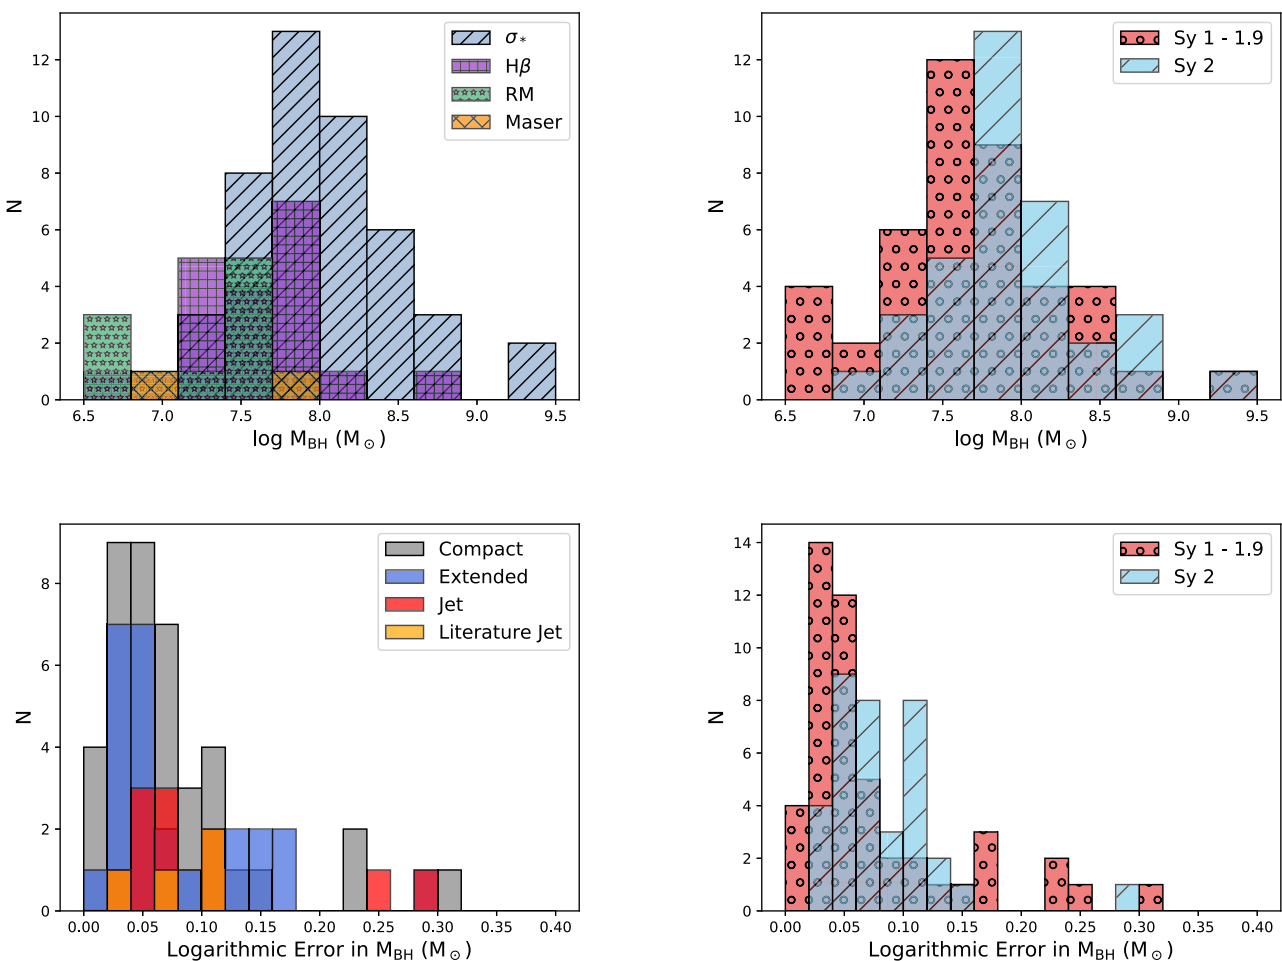 12
10
8
6
4
2
0
N
σ*
Hβ
RM
Maser
6.5 7.0 7.5 8.0 8.5 9.0 9.5
log M_BH (M_⊙)
12
10
8
6
4
2
0
N
Sy 1 - 1.9
Sy 2
6.5 7.0 7.5 8.0 8.5 9.0 9.5
log M_BH (M_⊙)
8
6
4
2
0
N
Compact
Extended
Jet
Literature Jet
0.00 0.05 0.10 0.15 0.20 0.25 0.30 0.35 0.40
Logarithmic Error in M_BH (M_⊙)
14
12
10
8
6
4
2
0
N
Sy 1 - 1.9
Sy 2
0.00 0.05 0.10 0.15 0.20 0.25 0.30 0.35 0.40
Logarithmic Error in M_BH (M_⊙)